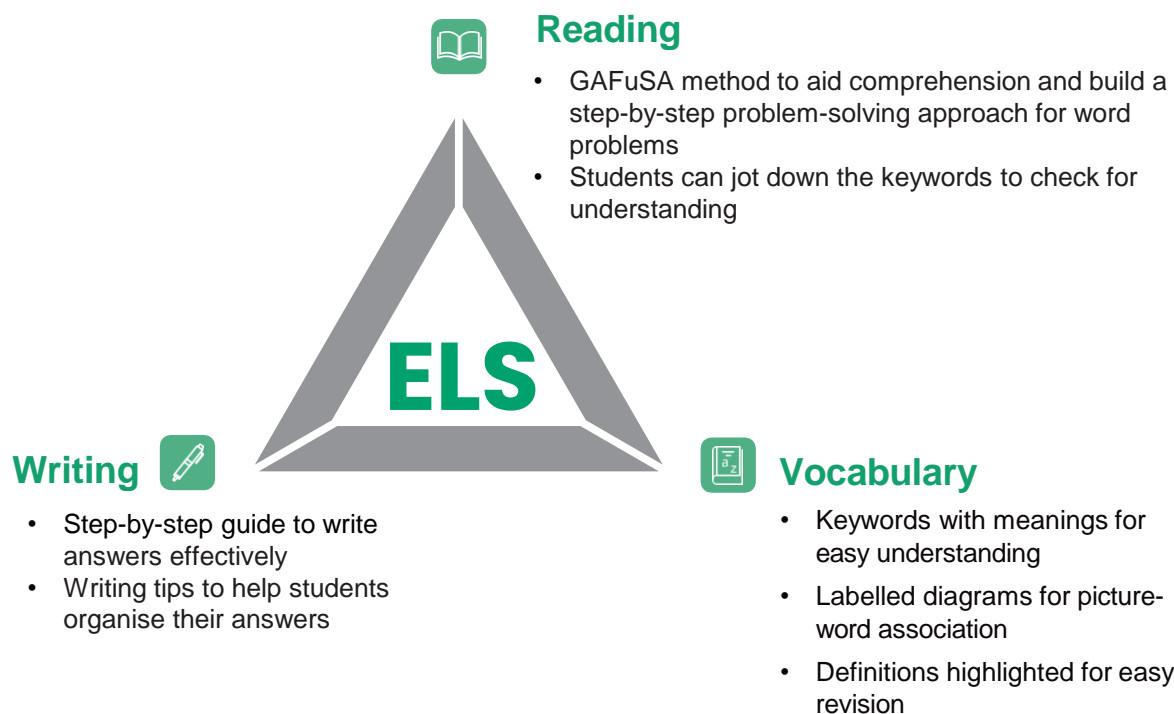 Reading
• GAFuSA method to aid comprehension and build a
step-by-step problem-solving approach for word
problems
• Students can jot down the keywords to check for
understanding
ELS
Writing
• Step-by-step guide to write
answers effectively
• Writing tips to help students
organise their answers
a z
Vocabulary
• Keywords with meanings for
easy understanding
• Labelled diagrams for picture-
word association
• Definitions highlighted for easy
revision